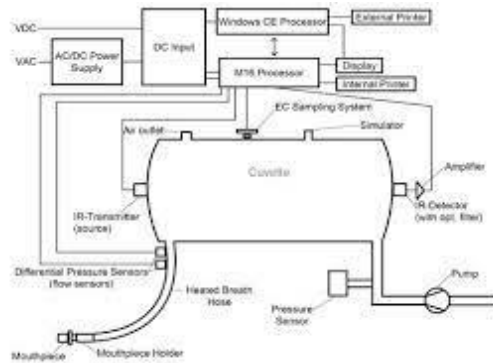 VDC
VAC
AC/DC Power
Supply
DC Input
Windows CE Processor
M16 Processor
External Printer
Display
Internal Printer
EC Sampling System
Air outlet
Simulator
Amplifier
Cuvette
IR-Transmitter
(source)
IR-Detector
(with opt. filter)
Differential Pressure Sensors
(flow sensors)
Heated Breath
Hose
Pressure
Sensor
Pump
Mouthpiece
Mouthpiece Holder